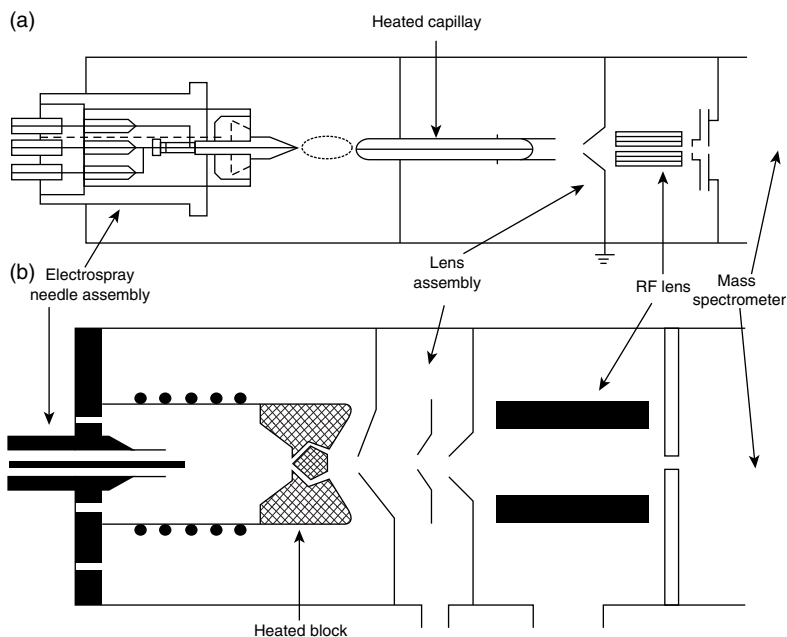 (a)
Heated capillay
(b)
Electrospray
needle assembly
Lens
assembly
RF lens
Mass
spectrometer
Heated block